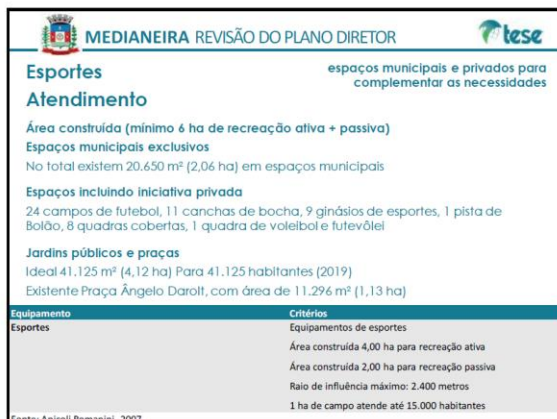 MEDIANEIRA REVISÃO DO PLANO DIRETOR
tese
Esportes
Atendimento
espaços municipais e privados para
complementar as necessidades
Área construída (mínimo 6 ha de recreação ativa + passiva)
Espaços municipais exclusivos
No total existem 20.650 m² (2,06 ha) em espaços municipais
Espaços incluindo iniciativa privada
24 campos de futebol, 11 canchas de bocha, 9 ginásios de esportes, 1 pista de
Bolão, 8 quadras cobertas, 1 quadra de voleibol e futevôlei
Jardins públicos e praças
Ideal 41.125 m² (4,12 ha) Para 41.125 habitantes (2019)
Existente Praça Ângelo Darolt, com área de 11.296 m² (1,13 ha)
Equipamento Critérios
Esportes Equipamentos de esportes
Área construída 4,00 ha para recreação ativa
Área construída 2,00 ha para recreação passiva
Raio de influência máximo: 2.400 metros
1 ha de campo atende até 15.000 habitantes